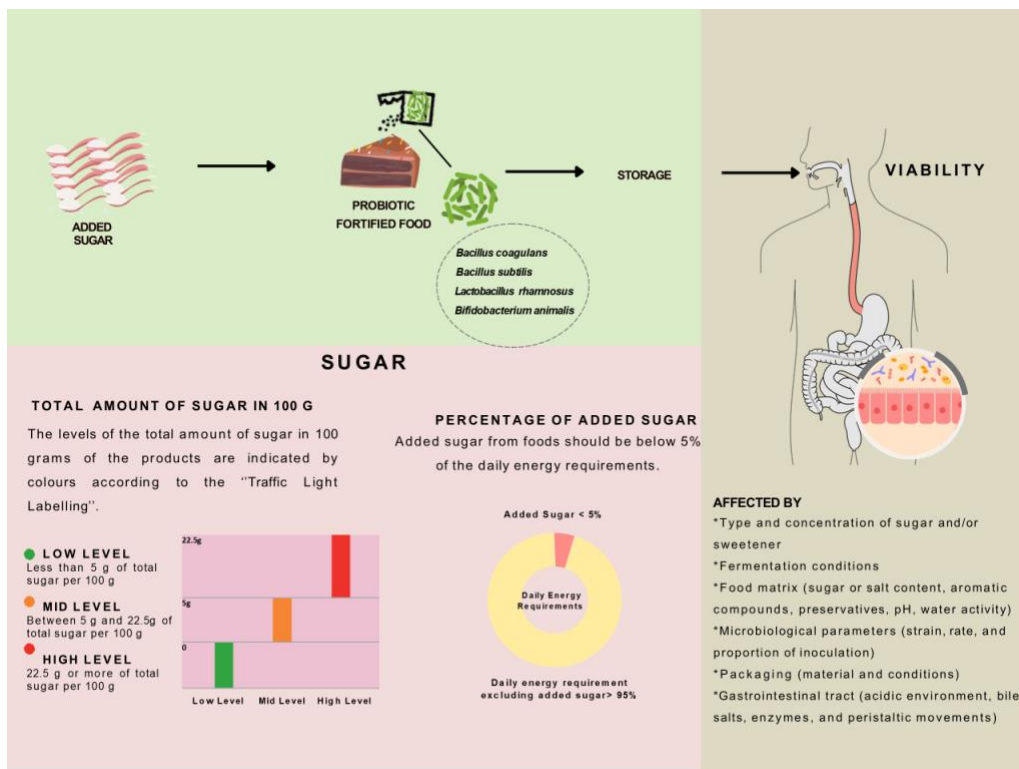 ADDED
SUGAR
PROBIOTIC
FORTIFIED FOOD
Bacillus coagulans
Bacillus subtilis
Lactobacillus rhamnosus
Bifidobacterium animalis
STORAGE
VIABILITY
SUGAR
TOTAL AMOUNT OF SUGAR IN 100 G
The levels of the total amount of sugar in 100
grams of the products are indicated by
colours according to the ‘‘Traffic Light
Labelling’’.
LOW LEVEL
Less than 5 g of total
sugar per 100 g
MID LEVEL
Between 5 g and 22.5g of
total sugar per 100 g
HIGH LEVEL
22.5 g or more of total
sugar per 100 g
22.5g
5g
0
Low Level Mid Level High Level
PERCENTAGE OF ADDED SUGAR
Added sugar from foods should be below 5%
of the daily energy requirements.
Added Sugar < 5%
Daily Energy
Requirements
Daily energy requirement
excluding added sugar> 95%
AFFECTED BY
*Type and concentration of sugar and/or
sweetener
*Fermentation conditions
*Food matrix (sugar or salt content, aromatic
compounds, preservatives, pH, water activity)
*Microbiological parameters (strain, rate, and
proportion of inoculation)
*Packaging (material and conditions)
*Gastrointestinal tract (acidic environment, bile
salts, enzymes, and peristaltic movements)